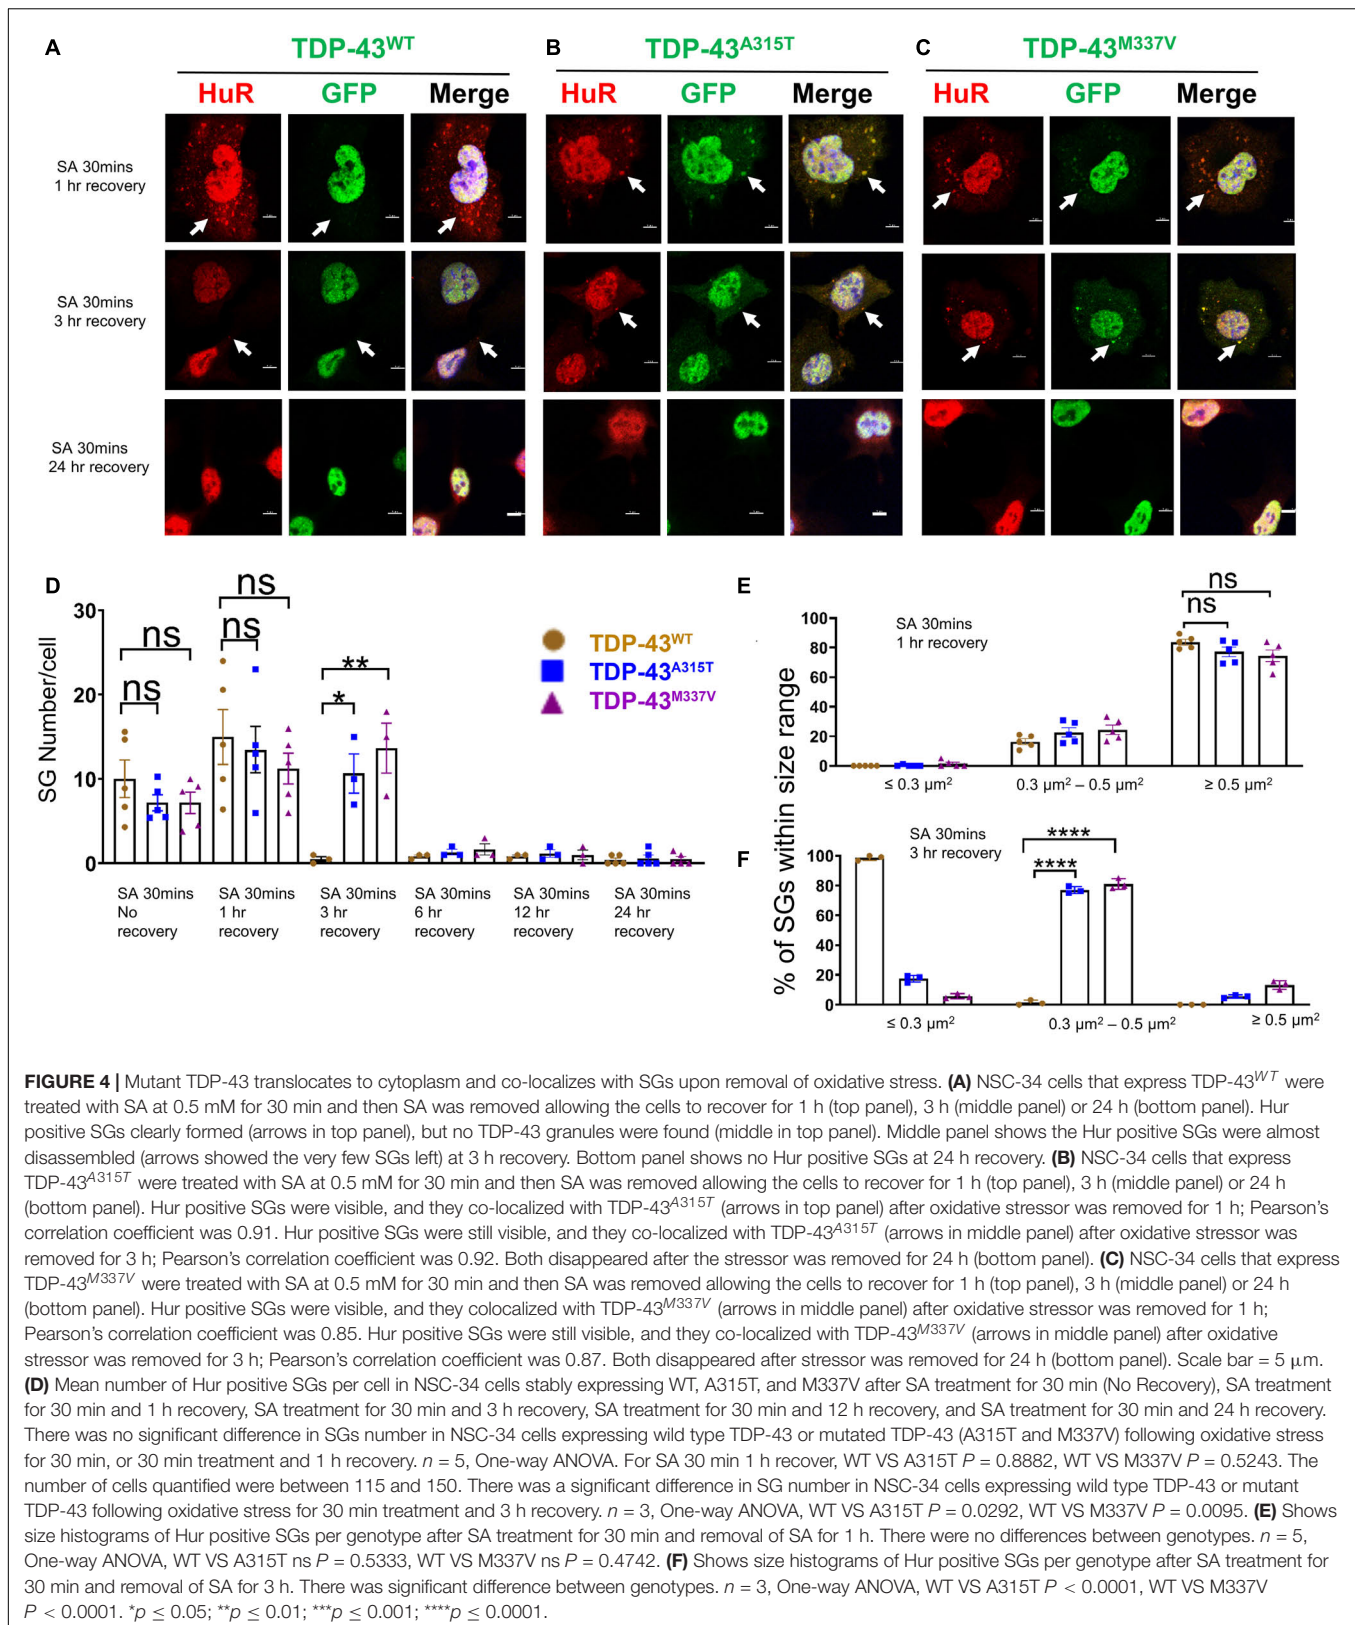 A
TDP-43WT
HuR GFP Merge
B
TDP-43A315T
HuR GFP Merge
C
TDP-43M337V
HuR GFP Merge
SA 30mins
1 hr recovery
SA 30mins
3 hr recovery
SA 30mins
24 hr recovery
D
SG Number/cell
30
20
10
0
ns
ns
ns
ns
*
**
TDP-43WT
TDP-43A315T
TDP-43M337V
SA 30mins
No
recovery
SA 30mins
1 hr
recovery
SA 30mins
3 hr
recovery
SA 30mins
6 hr
recovery
SA 30mins
12 hr
recovery
SA 30mins
24 hr
recovery
E
SA 30mins
1 hr recovery
ns
ns
100
80
60
40
20
0
≤ 0.3 µm² 0.3 µm² – 0.5 µm² ≥ 0.5 µm²
% of SGs within size range
F
SA 30mins
3 hr recovery
****
****
100
80
60
40
20
0
≤ 0.3 µm² 0.3 µm² – 0.5 µm² ≥ 0.5 µm²
FIGURE 4 | Mutant TDP-43 translocates to cytoplasm and co-localizes with SGs upon removal of oxidative stress. (A) NSC-34 cells that express TDP-43WT were
treated with SA at 0.5 mM for 30 min and then SA was removed allowing the cells to recover for 1 h (top panel), 3 h (middle panel) or 24 h (bottom panel). Hur
positive SGs clearly formed (arrows in top panel), but no TDP-43 granules were found (middle in top panel). Middle panel shows the Hur positive SGs were almost
disassembled (arrows showed the very few SGs left) at 3 h recovery. Bottom panel shows no Hur positive SGs at 24 h recovery. (B) NSC-34 cells that express
TDP-43A315T were treated with SA at 0.5 mM for 30 min and then SA was removed allowing the cells to recover for 1 h (top panel), 3 h (middle panel) or 24 h
(bottom panel). Hur positive SGs were visible, and they co-localized with TDP-43A315T (arrows in top panel) after oxidative stressor was removed for 1 h; Pearson's
correlation coefficient was 0.91. Hur positive SGs were still visible, and they co-localized with TDP-43A315T (arrows in middle panel) after oxidative stressor was
removed for 3 h; Pearson's correlation coefficient was 0.92. Both disappeared after the stressor was removed for 24 h (bottom panel). (C) NSC-34 cells that express
TDP-43M337V were treated with SA at 0.5 mM for 30 min and then SA was removed allowing the cells to recover for 1 h (top panel), 3 h (middle panel) or 24 h
(bottom panel). Hur positive SGs were visible, and they colocalized with TDP-43M337V (arrows in middle panel) after oxidative stressor was removed for 1 h;
Pearson's correlation coefficient was 0.85. Hur positive SGs were still visible, and they co-localized with TDP-43M337V (arrows in middle panel) after oxidative
stressor was removed for 3 h; Pearson's correlation coefficient was 0.87. Both disappeared after stressor was removed for 24 h (bottom panel). Scale bar = 5 µm.
(D) Mean number of Hur positive SGs per cell in NSC-34 cells stably expressing WT, A315T, and M337V after SA treatment for 30 min (No Recovery), SA treatment
for 30 min and 1 h recovery, SA treatment for 30 min and 3 h recovery, SA treatment for 30 min and 12 h recovery, and SA treatment for 30 min and 24 h recovery.
There was no significant difference in SGs number in NSC-34 cells expressing wild type TDP-43 or mutated TDP-43 (A315T and M337V) following oxidative stress
for 30 min, or 30 min treatment and 1 h recovery. n = 5, One-way ANOVA. For SA 30 min 1 h recover, WT VS A315T P = 0.8882, WT VS M337V P = 0.5243. The
number of cells quantified were between 115 and 150. There was a significant difference in SG number in NSC-34 cells expressing wild type TDP-43 or mutant
TDP-43 following oxidative stress for 30 min treatment and 3 h recovery. n = 3, One-way ANOVA, WT VS A315T P = 0.0292, WT VS M337V P = 0.0095. (E) Shows
size histograms of Hur positive SGs per genotype after SA treatment for 30 min and removal of SA for 1 h. There were no differences between genotypes. n = 5,
One-way ANOVA, WT VS A315T ns P = 0.5333, WT VS M337V ns P = 0.4742. (F) Shows size histograms of Hur positive SGs per genotype after SA treatment for
30 min and removal of SA for 3 h. There was significant difference between genotypes. n = 3, One-way ANOVA, WT VS A315T P < 0.0001, WT VS M337V
P < 0.0001. *p ≤ 0.05; **p ≤ 0.01; ***p ≤ 0.001; ****p ≤ 0.0001.